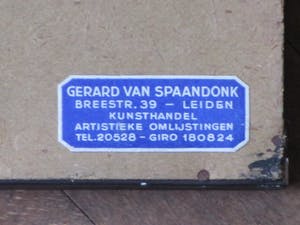 GERARD VAN SPAANDONK
BREESTR. 39 — LEIDEN
KUNSTHANDEL
ARTISTIEKE OMLIJSTINGEN
TEL. 20528 - GIRO 180824